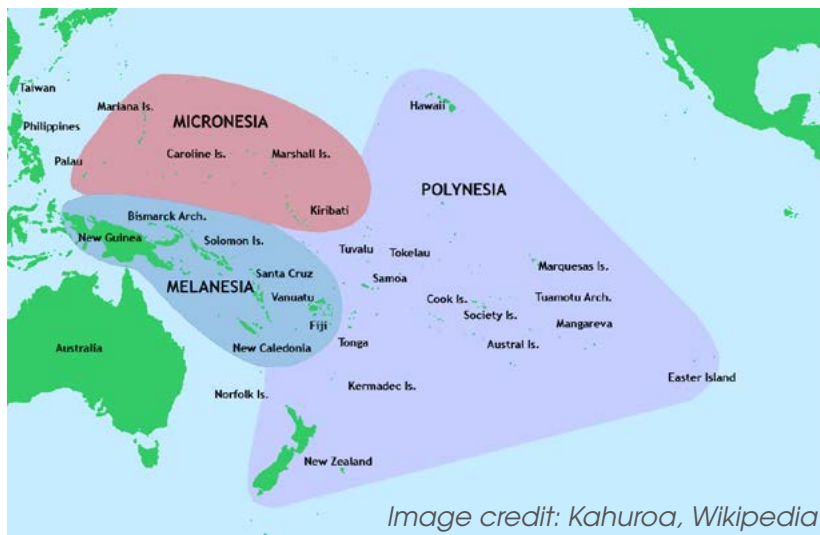 Taiwan
Mariana Is.
Hawaii
MICRONESIA
Philippines
Palau
Caroline Is.
Marshall Is.
POLYNESIA
Kiribati
Bismarck Arch.
New Guinea
Solomon Is.
Tuvalu
Tokelau
Marquesas Is.
Santa Cruz
Samoa
MELANESIA
Vanuatu
Cook Is.
Tuamotu Arch.
Society Is.
Fiji
Mangareva
Australia
New Caledonia
Tonga
Austral Is.
Easter Island
Norfolk Is.
Kermadec Is.
New Zealand
Image credit: Kahuroa, Wikipedia